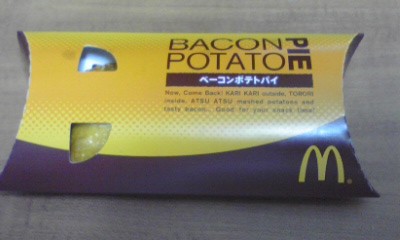 BACON PIE
POTATO
ベーコンポテトパイ
Now, Come Back! KARI KARI outside, TORORI
inside. ATSU ATSU mashed potatoes and
tasty bacon. Good for your snack time!
M